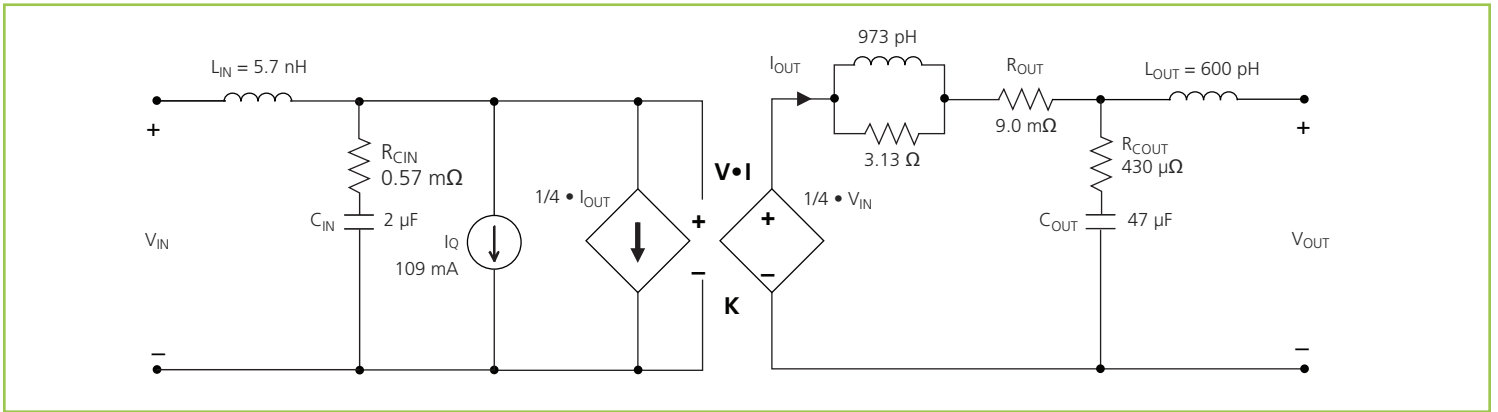 L_IN = 5.7 nH
+
R_CIN
0.57 mΩ
C_IN 2 μF
V_IN
I_Q
109 mA
1/4 • I_OUT
V•I
+
−
K
+
−
1/4 • V_IN
I_OUT
973 pH
3.13 Ω
R_OUT
9.0 mΩ
L_OUT = 600 pH
+
R_COUT
430 μΩ
C_OUT 47 μF
V_OUT
−
−